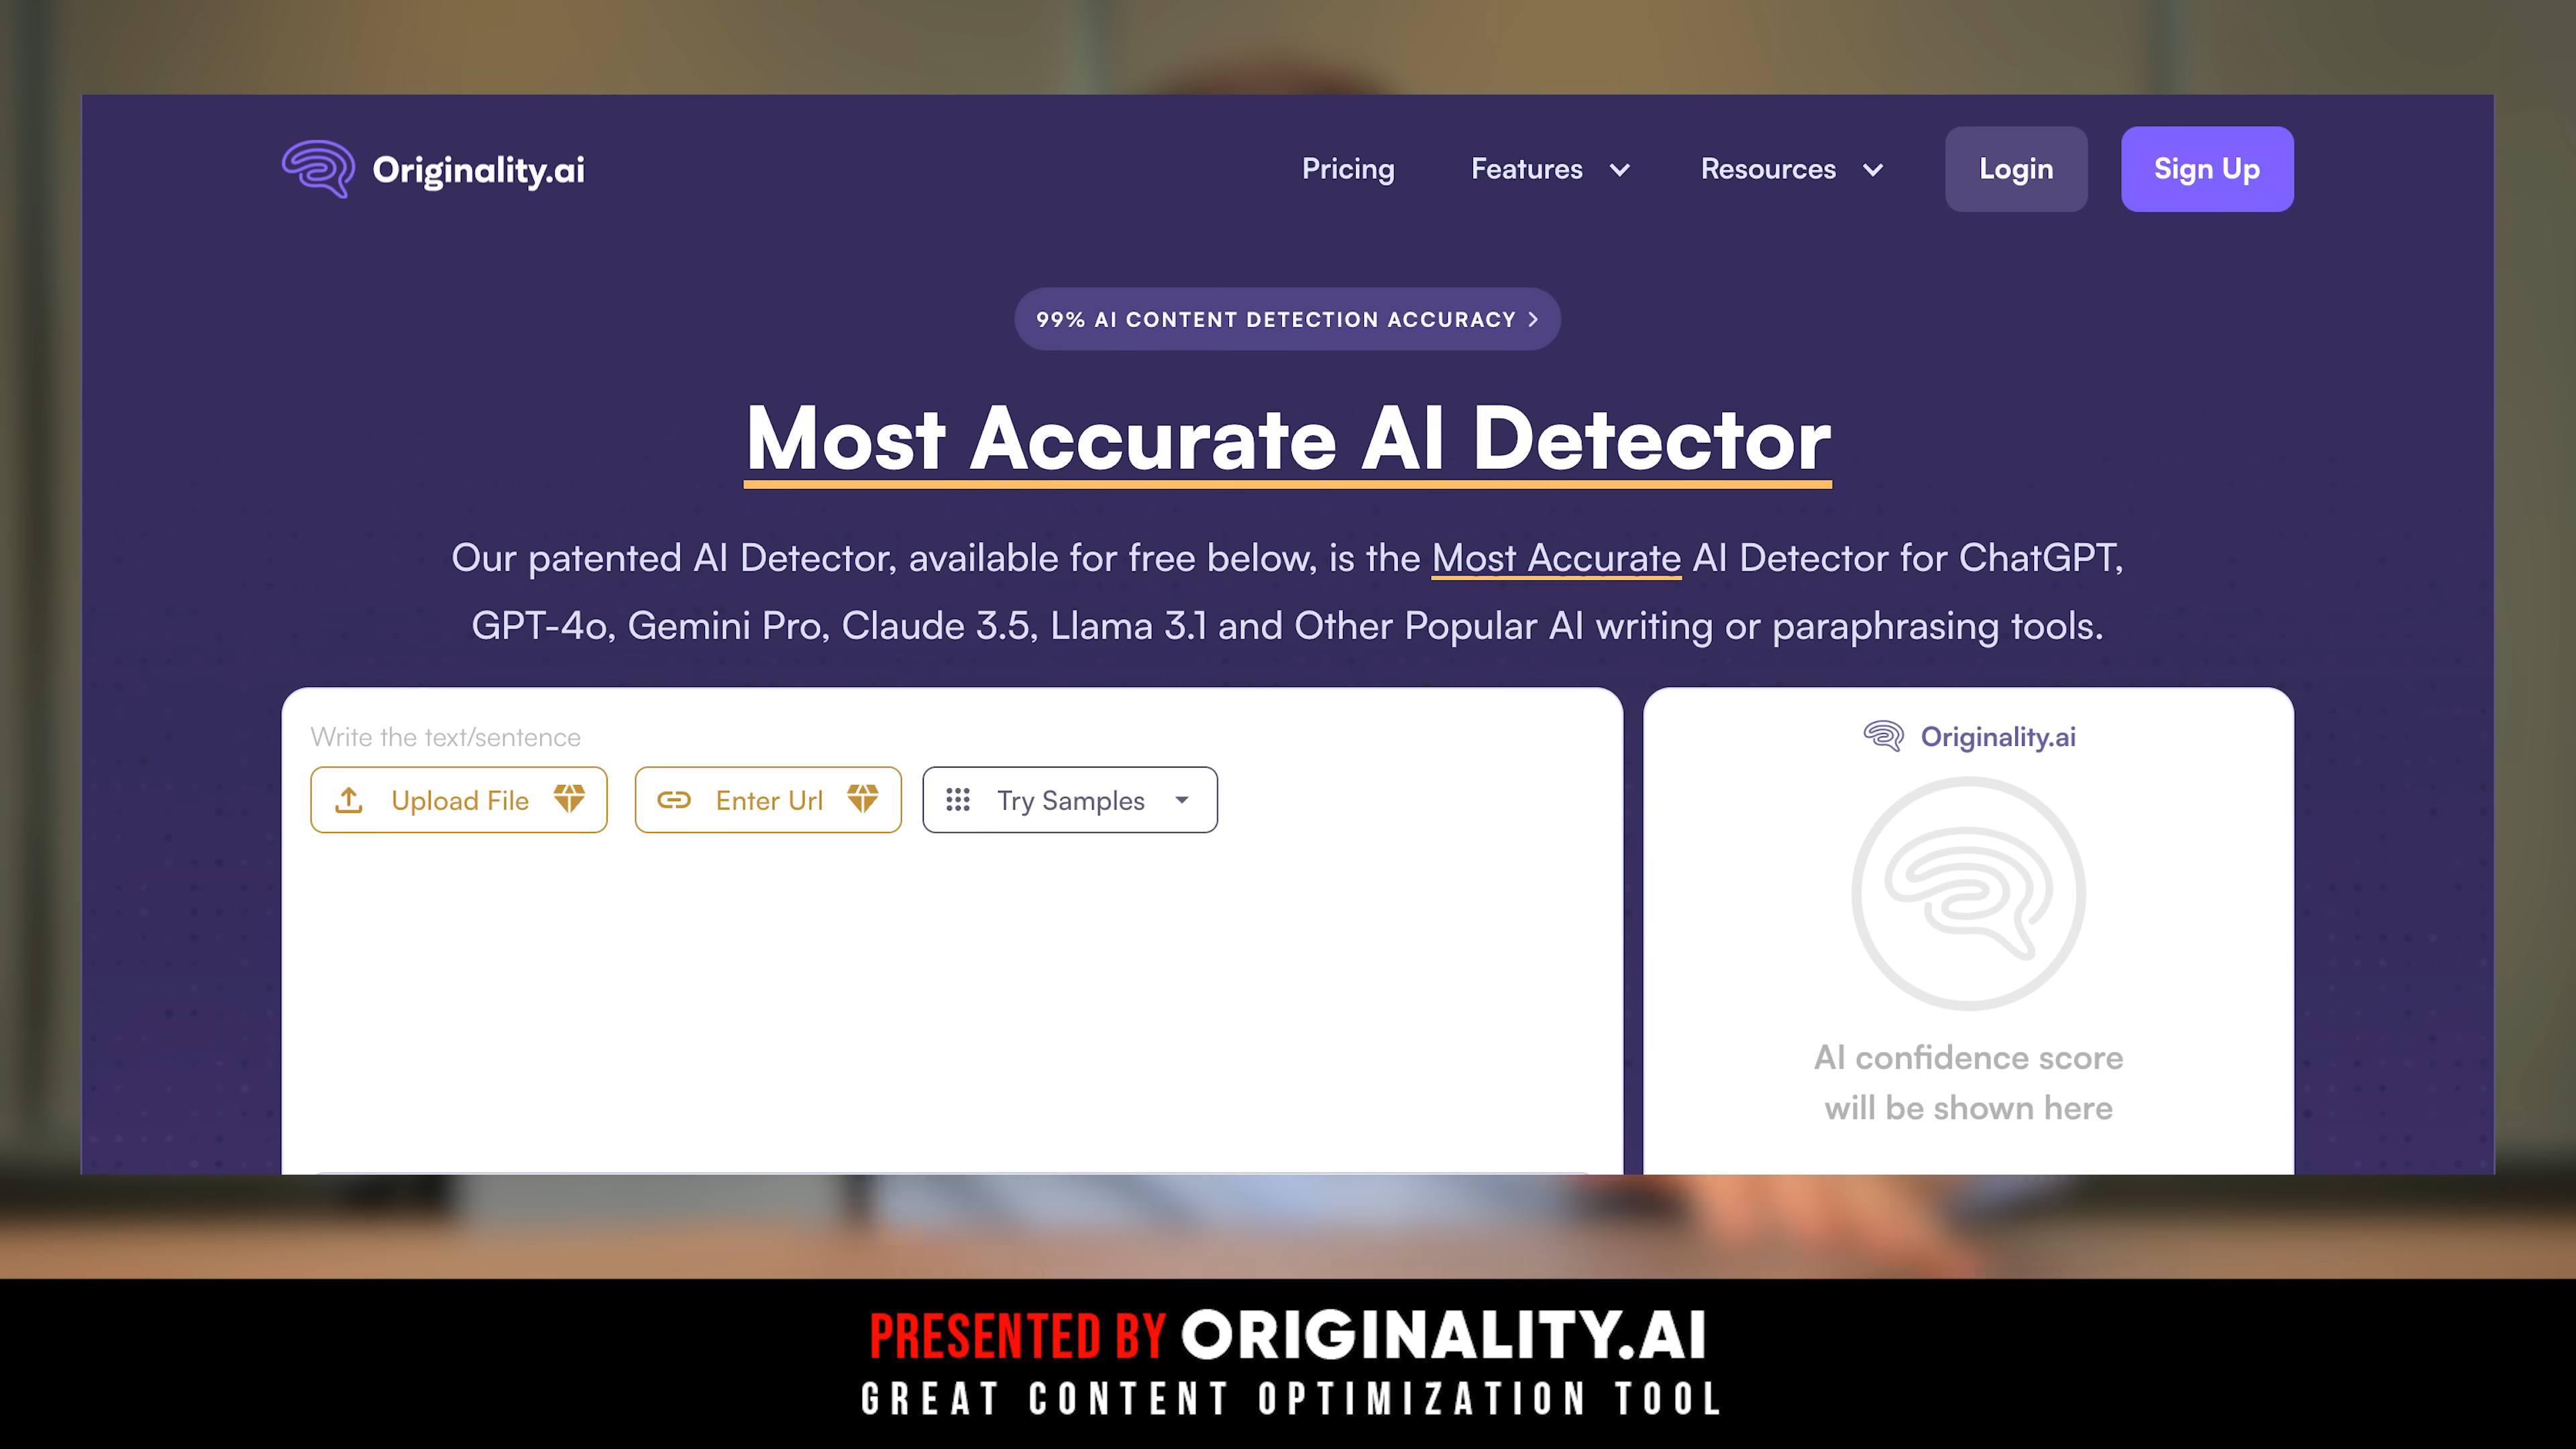 Originality.ai
Pricing
Features
Resources
Login
Sign Up
99% AI CONTENT DETECTION ACCURACY
Most Accurate AI Detector
Our patented AI Detector, available for free below, is the Most Accurate AI Detector for ChatGPT,
GPT-4o, Gemini Pro, Claude 3.5, Llama 3.1 and Other Popular AI writing or paraphrasing tools.
Write the text/sentence
Upload File
Enter Url
Try Samples
Originality.ai
AI confidence score
will be shown here
PRESENTED BY ORIGINALITY.AI
GREAT CONTENT OPTIMIZATION TOOL